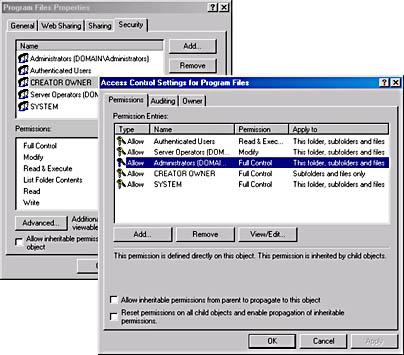 Program Files Properties
General Web Sharing Sharing Security
Name
Add...
Administrators (DOMAIN\Administrators)
Authenticated Users
Remove
CREATOR OWNER
Server Operators (DOM
SYSTEM
Permissions:
Full Control
Modify
Read & Execute
List Folder Contents
Read
Write
Advanced...
Additional
viewable
Allow inheritable permiss
object
Access Control Settings for Program Files
Permissions Auditing Owner
Permission Entries:
Type Name Permission Apply to
Allow Authenticated Users Read & Exec... This folder, subfolders and files
Allow Server Operators (DOM... Modify This folder, subfolders and files
Allow Administrators (DOMAI... Full Control This folder, subfolders and files
Allow CREATOR OWNER Full Control Subfolders and files only
Allow SYSTEM Full Control This folder, subfolders and files
Add... Remove View/Edit...
This permission is defined directly on this object. This permission is inherited by child objects.
Allow inheritable permissions from parent to propagate to this object
Reset permissions on all child objects and enable propagation of inheritable
permissions.
OK Cancel Apply